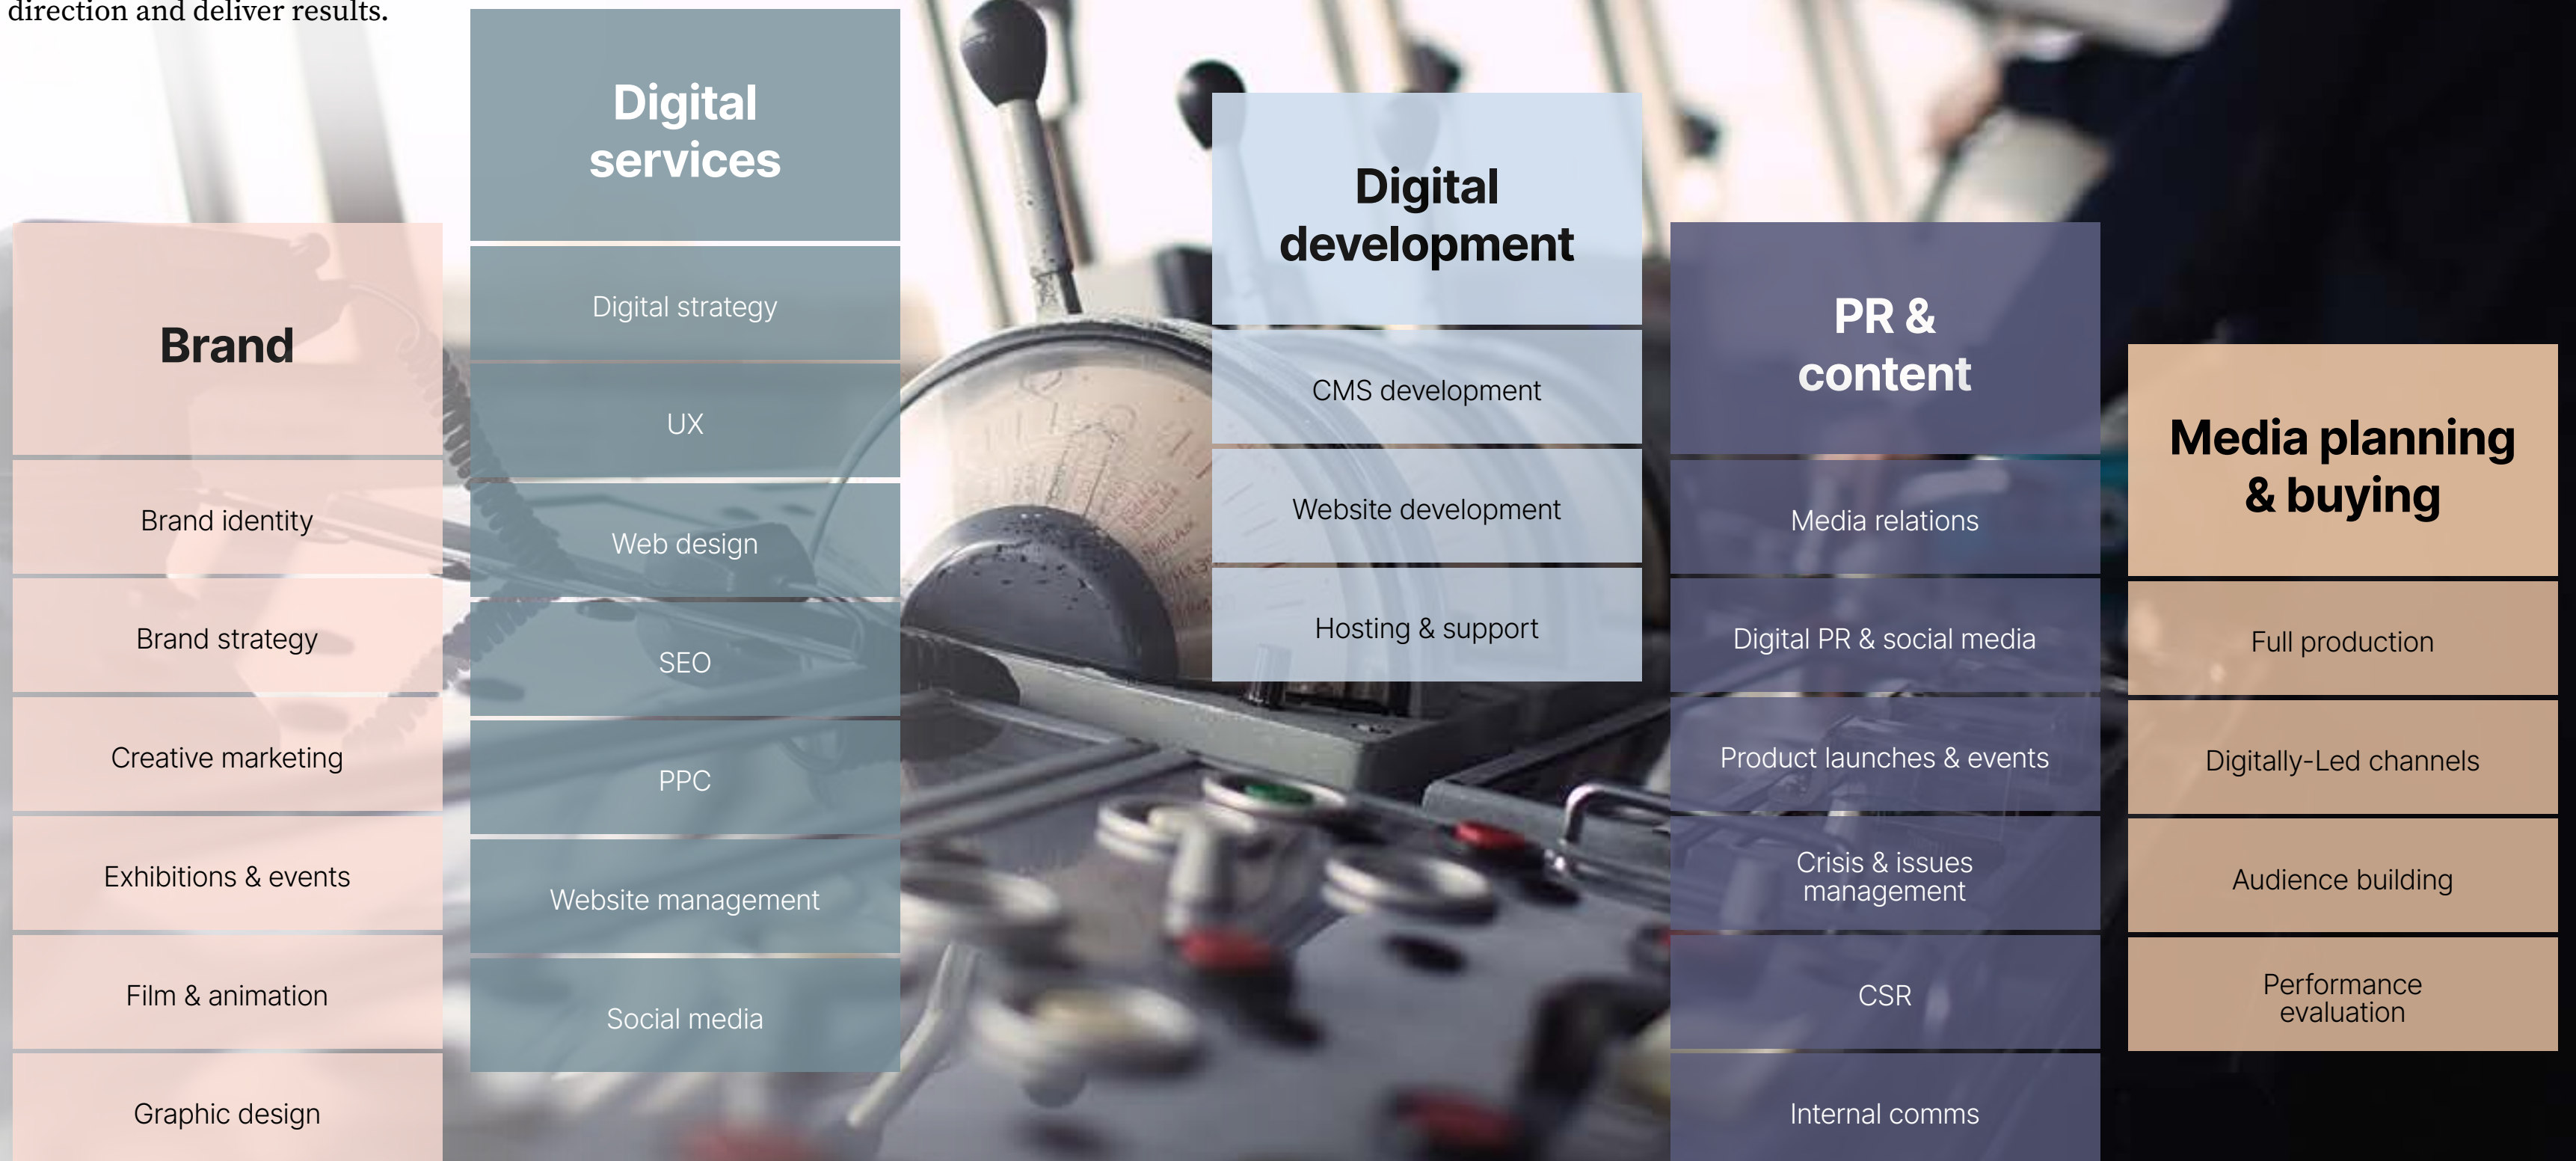 direction and deliver results.
Brand
Brand identity
Brand strategy
Creative marketing
Exhibitions & events
Film & animation
Graphic design
Digital
services
Digital strategy
UX
Web design
SEO
PPC
Website management
Social media
Digital
development
CMS development
Website development
Hosting & support
PR &
content
Media relations
Digital PR & social media
Product launches & events
Crisis & issues
management
CSR
Internal comms
Media planning
& buying
Full production
Digitally-Led channels
Audience building
Performance
evaluation